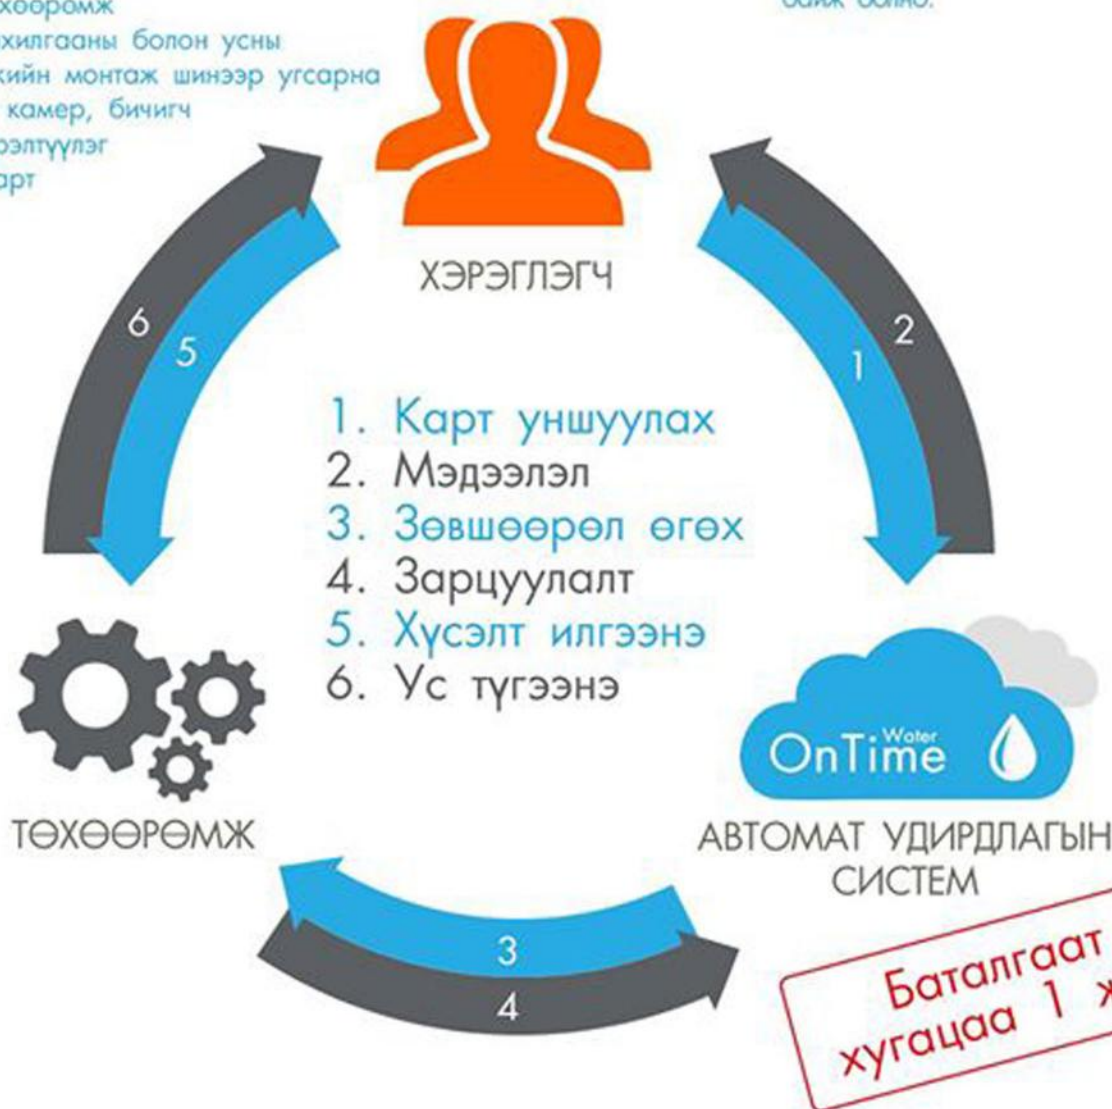 болон усны
монтаж шинээр угсарна
камер, бичигч
ХЭРЭГЛЭГЧ
6
5
2
1
1. Карт уншуулах
2. Мэдээлэл
3. Зөвшөөрөл өгөх
4. Зарцуулалт
5. Хүсэлт илгээнэ
6. Ус түгээнэ
OnTime Water
ТӨХӨӨРӨМЖ
АВТОМАТ УДИРДЛАГЫН
СИСТЕМ
3
4
Баталгаат
хугацаа 1